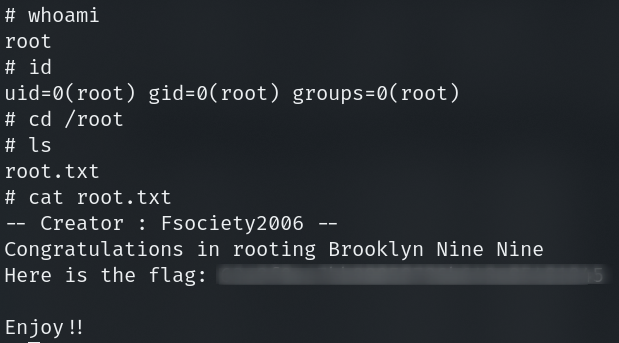 # whoami
root
# id
uid=0(root) gid=0(root) groups=0(root)
# cd /root
# ls
root.txt
# cat root.txt
-- Creator : Fsociety2006 --
Congratulations in rooting Brooklyn Nine Nine
Here is the flag:
Enjoy!!